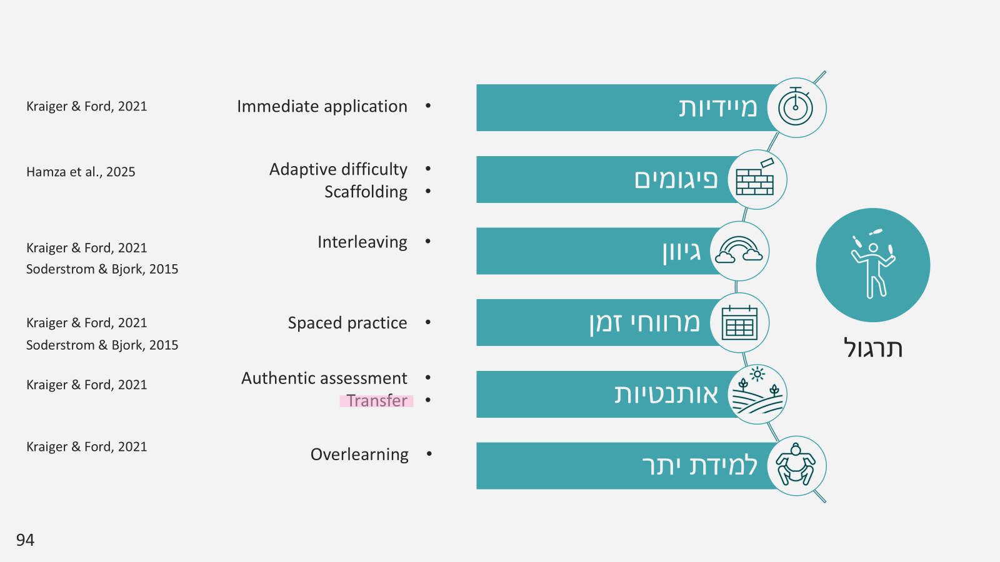 תרגול
מיידיות
• Immediate application
Kraiger & Ford, 2021
פיגומים
• Adaptive difficulty
• Scaffolding
Hamza et al., 2025
גיוון
• Interleaving
Kraiger & Ford, 2021
Soderstrom & Bjork, 2015
מרווחי זמן
• Spaced practice
Kraiger & Ford, 2021
Soderstrom & Bjork, 2015
אותנטיות
• Authentic assessment
• Transfer
Kraiger & Ford, 2021
למידת יתר
• Overlearning
Kraiger & Ford, 2021
94